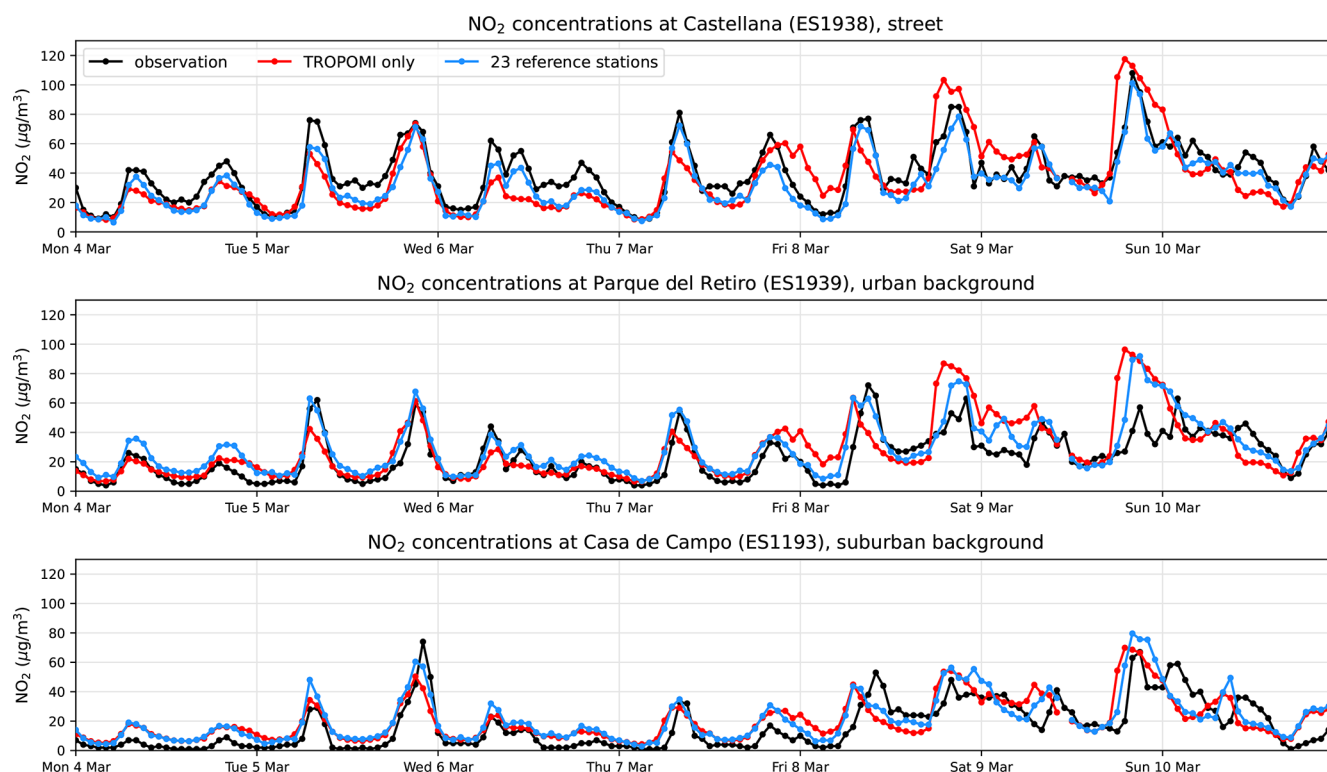 NO₂ concentrations at Castellana (ES1938), street
observation TROPOMI only 23 reference stations
NO₂ (μg/m³)
120
100
80
60
40
20
0
Mon 4 Mar Tue 5 Mar Wed 6 Mar Thu 7 Mar Fri 8 Mar Sat 9 Mar Sun 10 Mar
NO₂ concentrations at Parque del Retiro (ES1939), urban background
NO₂ (μg/m³)
120
100
80
60
40
20
0
Mon 4 Mar Tue 5 Mar Wed 6 Mar Thu 7 Mar Fri 8 Mar Sat 9 Mar Sun 10 Mar
NO₂ concentrations at Casa de Campo (ES1193), suburban background
NO₂ (μg/m³)
120
100
80
60
40
20
0
Mon 4 Mar Tue 5 Mar Wed 6 Mar Thu 7 Mar Fri 8 Mar Sat 9 Mar Sun 10 Mar